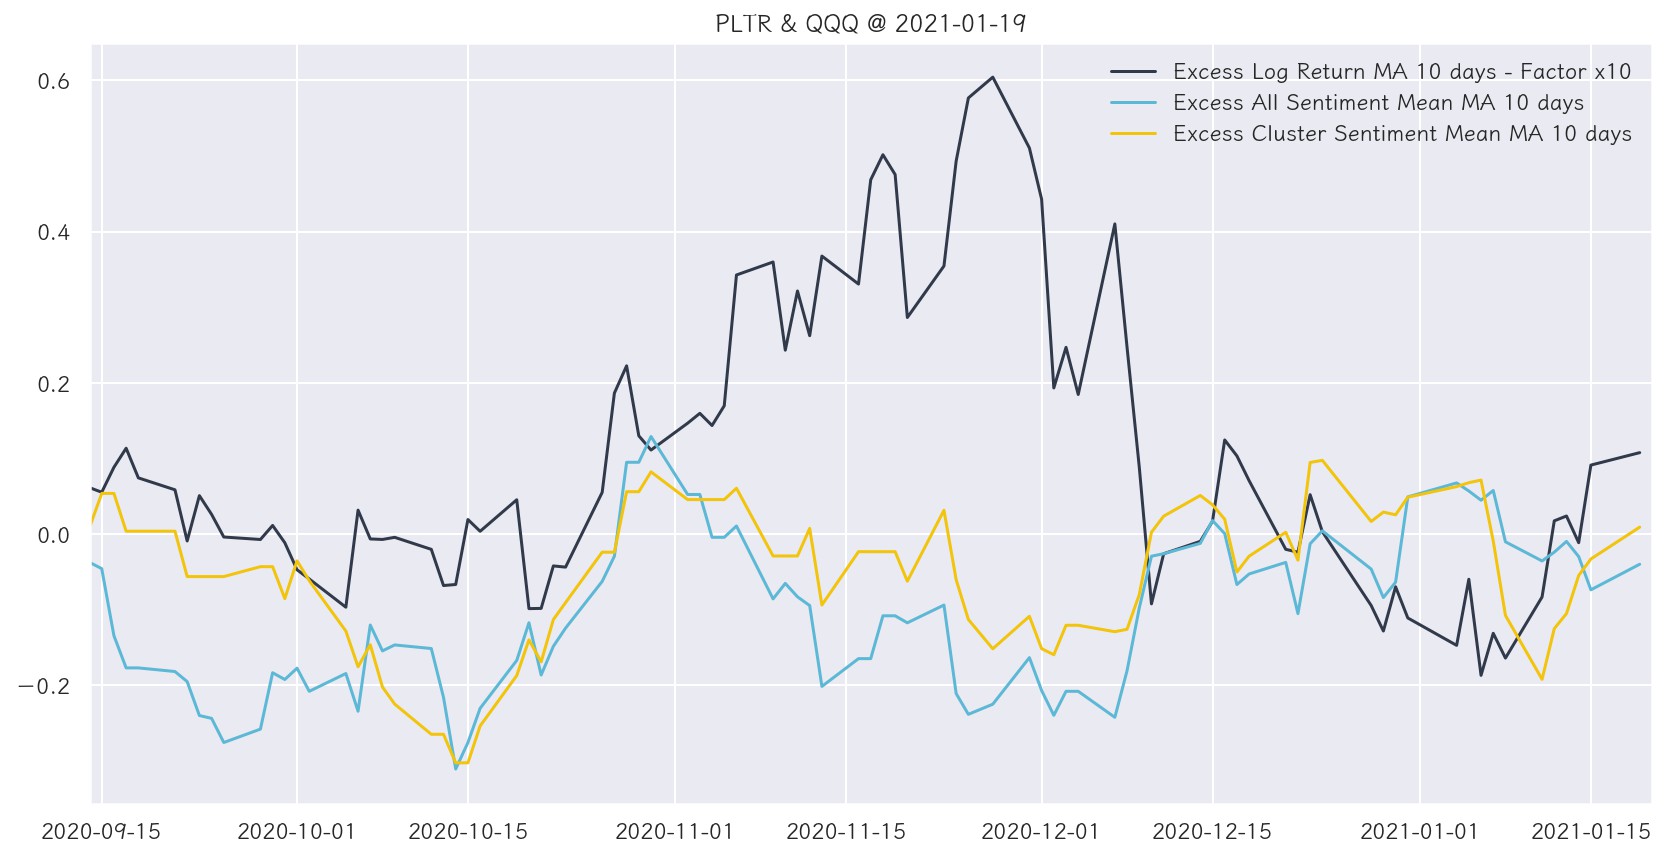 PLTR & QQQ @ 2021-01-19
Excess Log Return MA 10 days - Factor x10
Excess All Sentiment Mean MA 10 days
Excess Cluster Sentiment Mean MA 10 days
0.6
0.4
0.2
0.0
−0.2
2020-09-15 2020-10-01 2020-10-15 2020-11-01 2020-11-15 2020-12-01 2020-12-15 2021-01-01 2021-01-15